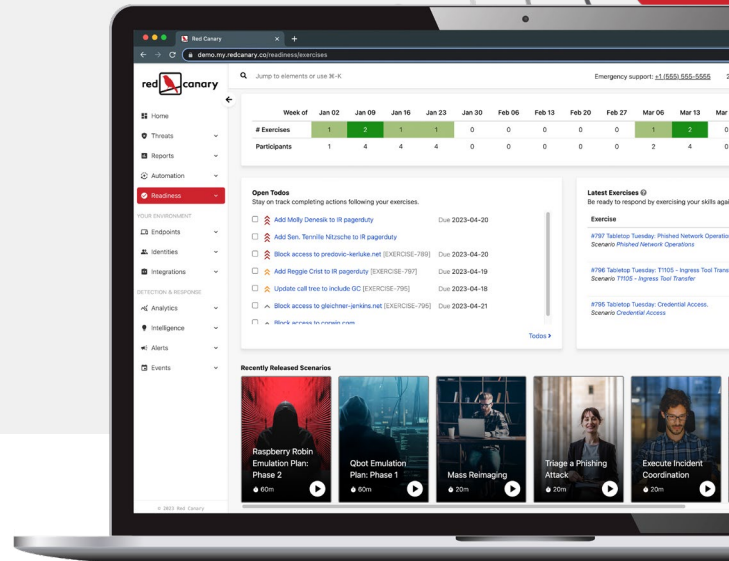 Red Canary
demo.my.redcanary.co/readiness/exercises
red canary
Jump to elements or use ⌘-K
Emergency support: +1 (555) 555-5555
Home
Threats
Reports
Automation
Readiness
YOUR ENVIRONMENT
Endpoints
Identities
Integrations
DETECTION & RESPONSE
Analytics
Intelligence
Alerts
Events
© 2023 Red Canary
Week of Jan 02 Jan 09 Jan 16 Jan 23 Jan 30 Feb 06 Feb 13 Feb 20 Feb 27 Mar 06 Mar 13 Mar
# Exercises 1 2 1 1 0 0 0 0 0 1 2 0
Participants 1 4 4 4 0 0 0 0 0 2 4 0
Open Todos
Stay on track completing actions following your exercises.
Add Molly Denesik to IR pagerduty Due 2023-04-20
Add Sen. Tennille Nitzsche to IR pagerduty
Block access to predovic-kerluke.net [EXERCISE-789] Due 2023-04-20
Add Reggie Crist to IR pagerduty [EXERCISE-797] Due 2023-04-19
Update call tree to include GC [EXERCISE-795] Due 2023-04-18
Block access to gleichner-jenkins.net [EXERCISE-795] Due 2023-04-21
Block access to corwin.com
Todos >
Latest Exercises
Be ready to respond by exercising your skills agai
Exercise
#797 Tabletop Tuesday: Phished Network Operatio
Scenario Phished Network Operations
#796 Tabletop Tuesday: T1105 - Ingress Tool Trans
Scenario T1105 - Ingress Tool Transfer
#795 Tabletop Tuesday: Credential Access.
Scenario Credential Access
Recently Released Scenarios
Raspberry Robin
Emulation Plan:
Phase 2
60m
Qbot Emulation
Plan: Phase 1
60m
Mass Reimaging
20m
Triage a Phishing
Attack
20m
Execute Incident
Coordination
20m